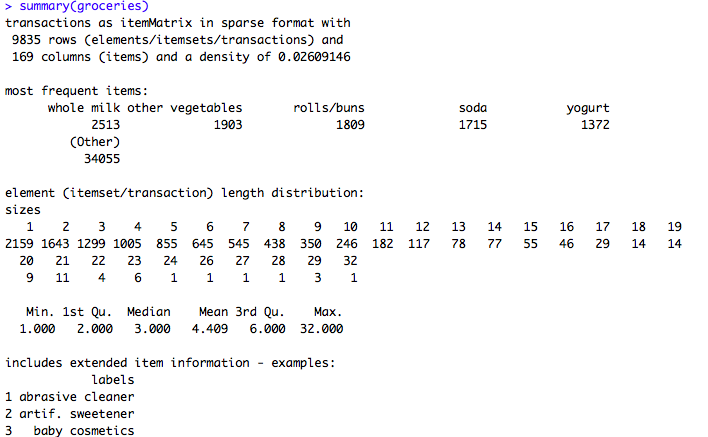 > summary(groceries)
transactions as itemMatrix in sparse format with
 9835 rows (elements/itemsets/transactions) and
 169 columns (items) and a density of 0.02609146

most frequent items:
      whole milk other vegetables       rolls/buns             soda           yogurt
            2513             1903             1809             1715             1372
         (Other)
           34055

element (itemset/transaction) length distribution:
sizes
   1    2    3    4    5    6    7    8    9   10   11   12   13   14   15   16   17   18   19
2159 1643 1299 1005  855  645  545  438  350  246  182  117   78   77   55   46   29   14   14
  20   21   22   23   24   26   27   28   29   32
   9   11    4    6    1    1    1    1    3    1

   Min. 1st Qu.  Median    Mean 3rd Qu.    Max.
  1.000   2.000   3.000   4.409   6.000  32.000

includes extended item information - examples:
            labels
1 abrasive cleaner
2 artif. sweetener
3   baby cosmetics